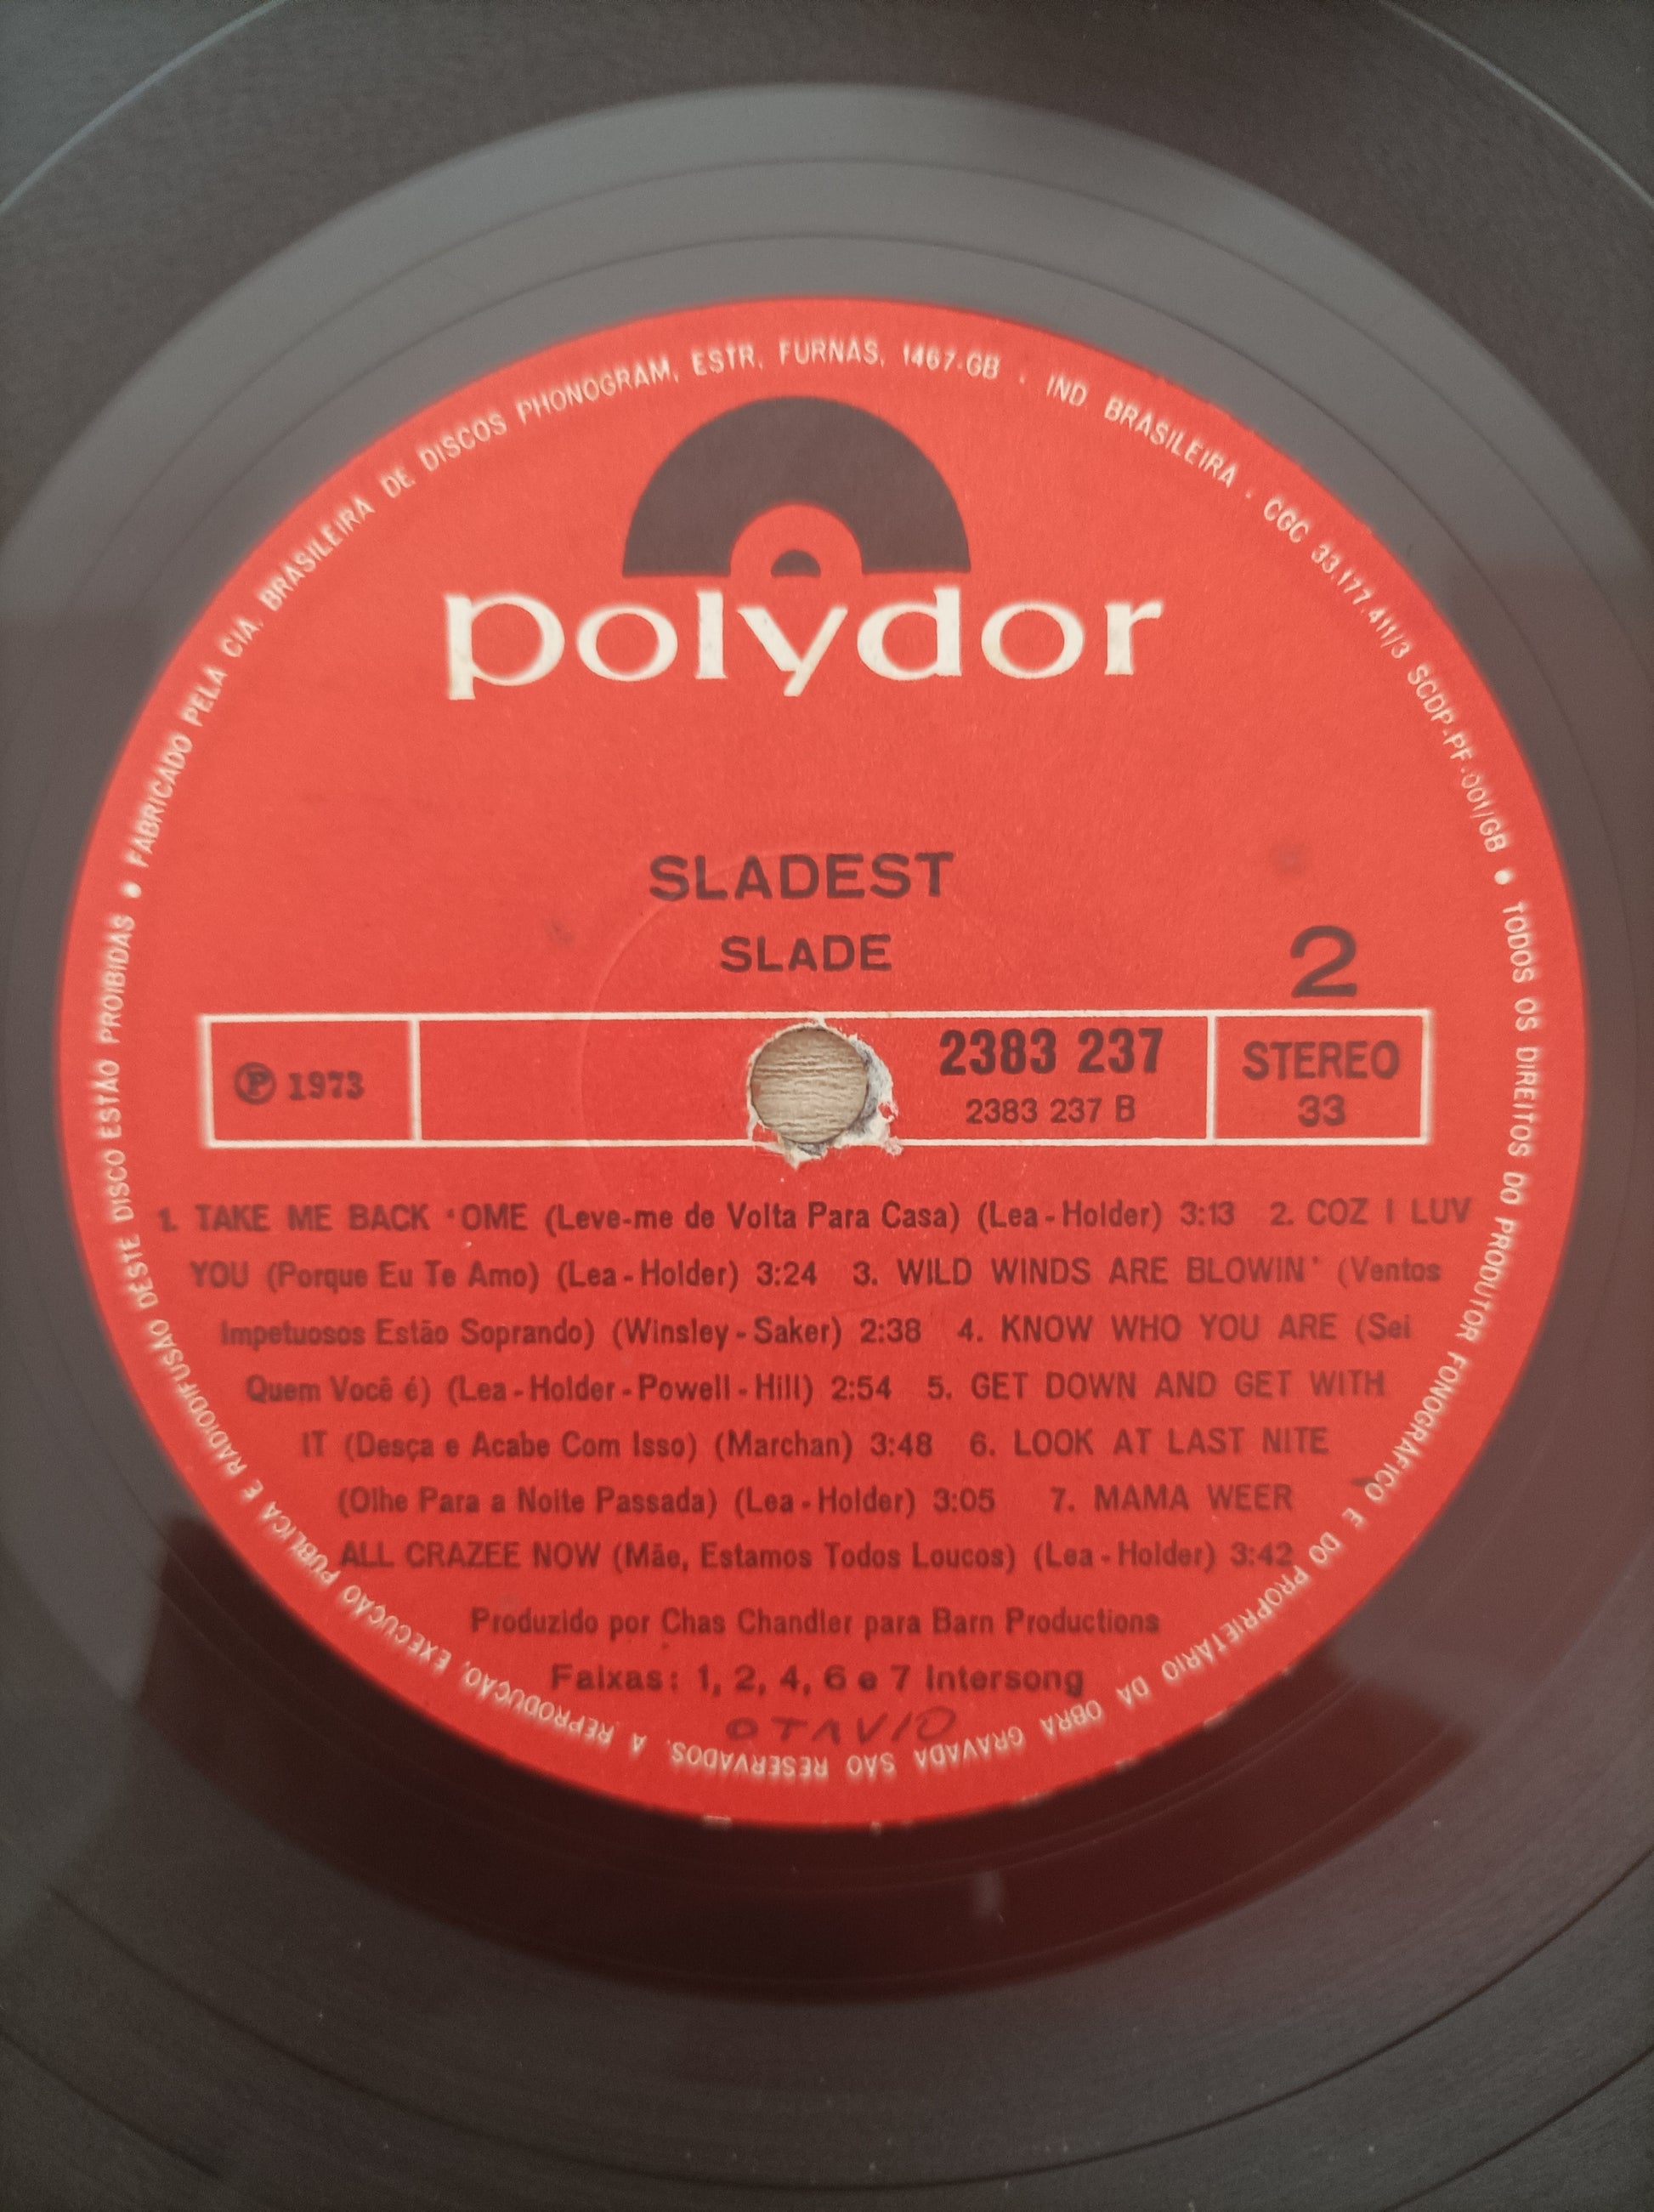 FABRICADO PELA CIA. BRASILEIRA DE DISCOS PHONOGRAM, ESTR. FURNAS, 1467-GB - IND. BRASILEIRA - CGC 33.177.411/3 SCDP-PF-001/GB • TODOS OS DIREITOS DO PRODUTOR FONOGRÁFICO E DO PROPRIETÁRIO DA OBRA GRAVADA SÃO RESERVADOS. A REPRODUÇÃO, EXECUÇÃO PÚBLICA E RADIODIFUSÃO DESTE DISCO ESTÃO PROIBIDAS •
polydor
SLADEST
SLADE
2
℗ 1973
2383 237
2383 237 B
STEREO
33
1. TAKE ME BACK 'OME (Leve-me de Volta Para Casa) (Lea - Holder) 3:13 2. COZ I LUV
YOU (Porque Eu Te Amo) (Lea - Holder) 3:24 3. WILD WINDS ARE BLOWIN' (Ventos
Impetuosos Estão Soprando) (Winsley - Saker) 2:38 4. KNOW WHO YOU ARE (Sei
Quem Você é) (Lea - Holder - Powell - Hill) 2:54 5. GET DOWN AND GET WITH
IT (Desça e Acabe Com Isso) (Marchan) 3:48 6. LOOK AT LAST NITE
(Olhe Para a Noite Passada) (Lea - Holder) 3:05 7. MAMA WEER
ALL CRAZEE NOW (Mãe, Estamos Todos Loucos) (Lea - Holder) 3:42
Produzido por Chas Chandler para Barn Productions
Faixas: 1, 2, 4, 6 e 7 Intersong
OTAVIO